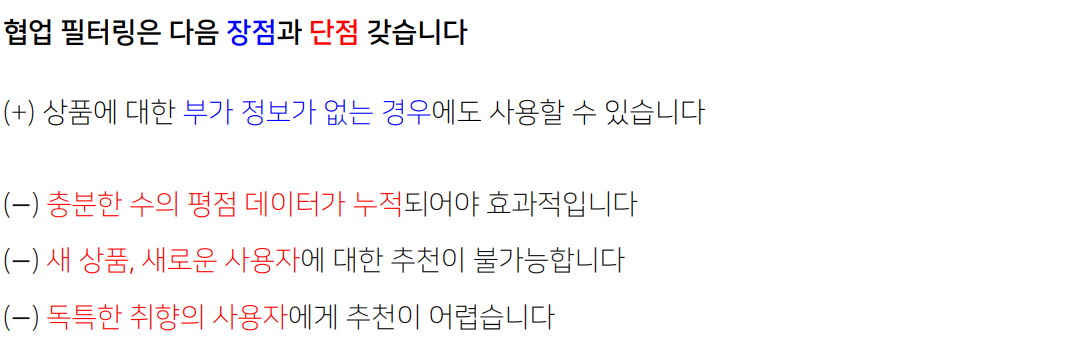 협업 필터링은 다음 장점과 단점 갖습니다
(+) 상품에 대한 부가 정보가 없는 경우에도 사용할 수 있습니다
(−) 충분한 수의 평점 데이터가 누적되어야 효과적입니다
(−) 새 상품, 새로운 사용자에 대한 추천이 불가능합니다
(−) 독특한 취향의 사용자에게 추천이 어렵습니다